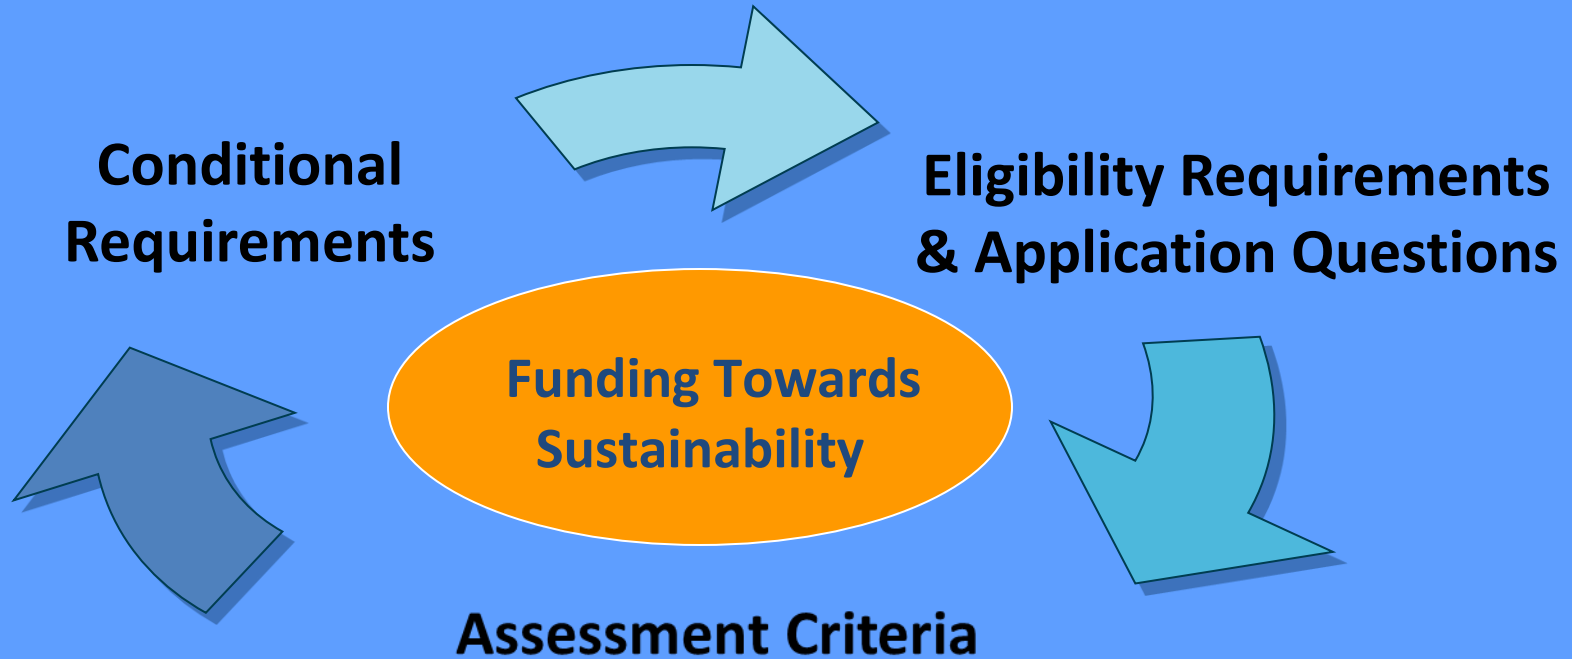 Conditional
Requirements
Eligibility Requirements
& Application Questions
Funding Towards
Sustainability
Assessment Criteria